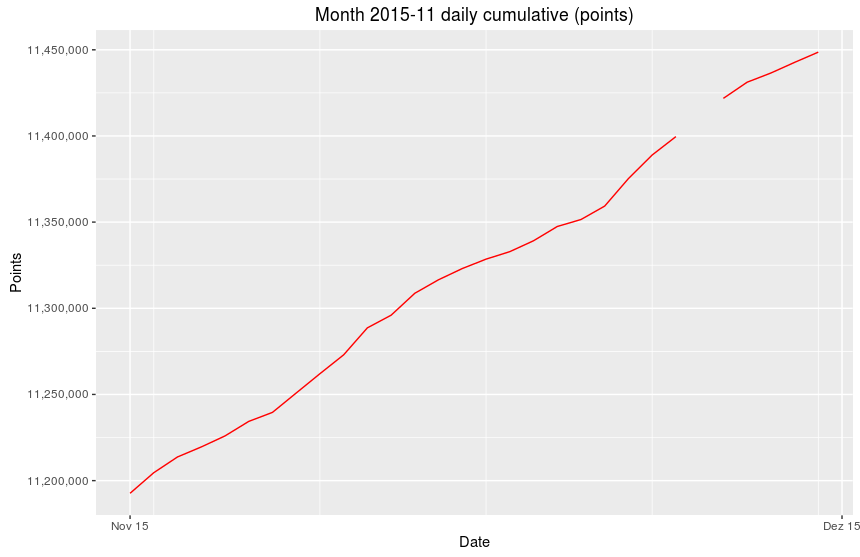 Month 2015-11 daily cumulative (points)
11,450,000
11,400,000
11,350,000
11,300,000
11,250,000
11,200,000
Points
Nov 15
Dez 15
Date